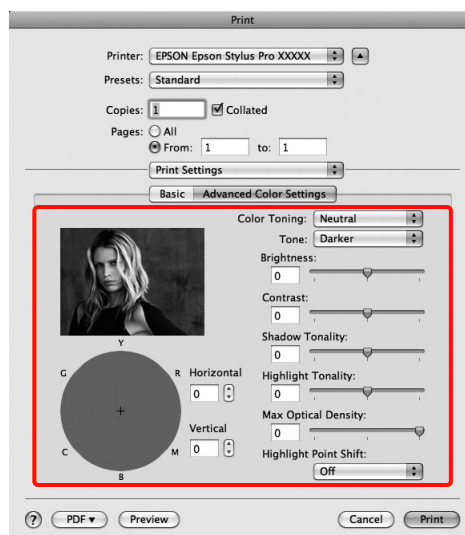 Print
Printer: EPSON Epson Stylus Pro XXXXX
Presets: Standard
Copies: 1 Collated
Pages: All
From: 1 to: 1
Print Settings
Basic Advanced Color Settings
Color Toning: Neutral
Tone: Darker
Brightness:
0
Contrast:
0
Shadow Tonality:
0
Highlight Tonality:
0
Max Optical Density:
0
Highlight Point Shift:
Off
Y
G R
C M
B
Horizontal
0
Vertical
0
? PDF▼ Preview Cancel Print